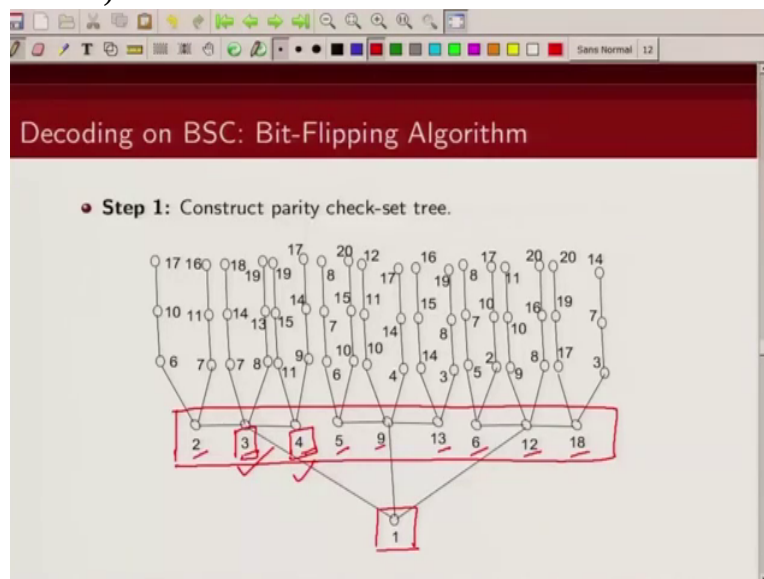 T
Sans Normal 12
Decoding on BSC: Bit-Flipping Algorithm
Step 1: Construct parity check-set tree.
17 16 18 19 19 17 8 20 12 17 16 19 8 17 11 20 20 14
10 11 14 13 15 14 7 15 11 14 15 8 7 10 10 16 19 7
6 7 7 8 11 9 6 10 10 4 14 3 5 2 9 8 17 3
2 3 4 5 9 13 6 12 18
1